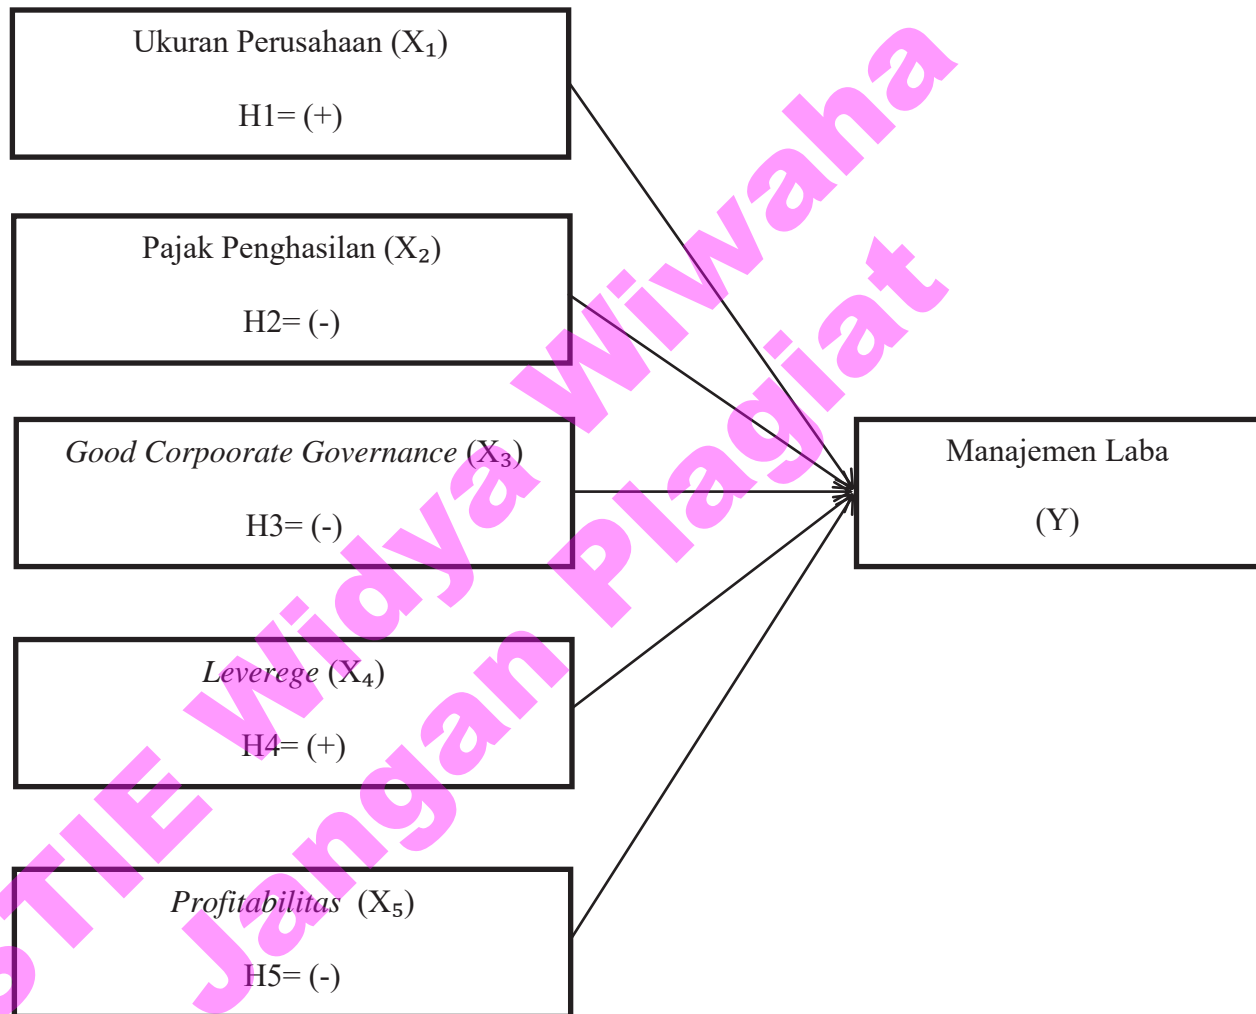 Ukuran Perusahaan (X₁)
H1= (+)
Pajak Penghasilan (X₂)
H2= (-)
Good Corpoorate Governance (X₃)
H3= (-)
Leverege (X₄)
H4= (+)
Profitabilitas (X₅)
H5= (-)
Manajemen Laba
(Y)
STIE Widya Wiwaha
Jangan Plagiat